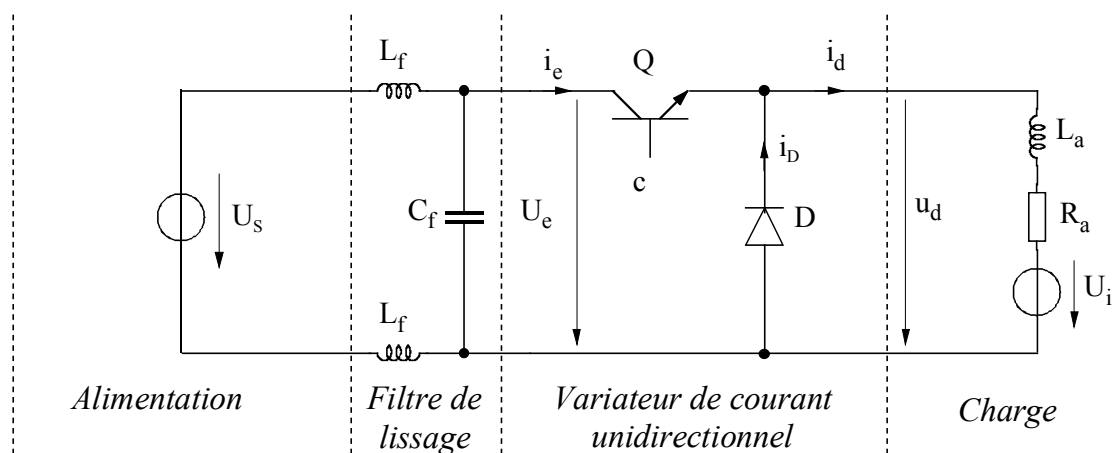 L_f
i_e
Q
i_d
U_s
C_f
U_e
c
i_D
D
u_d
L_a
R_a
U_i
L_f
Alimentation
Filtre de
lissage
Variateur de courant
unidirectionnel
Charge